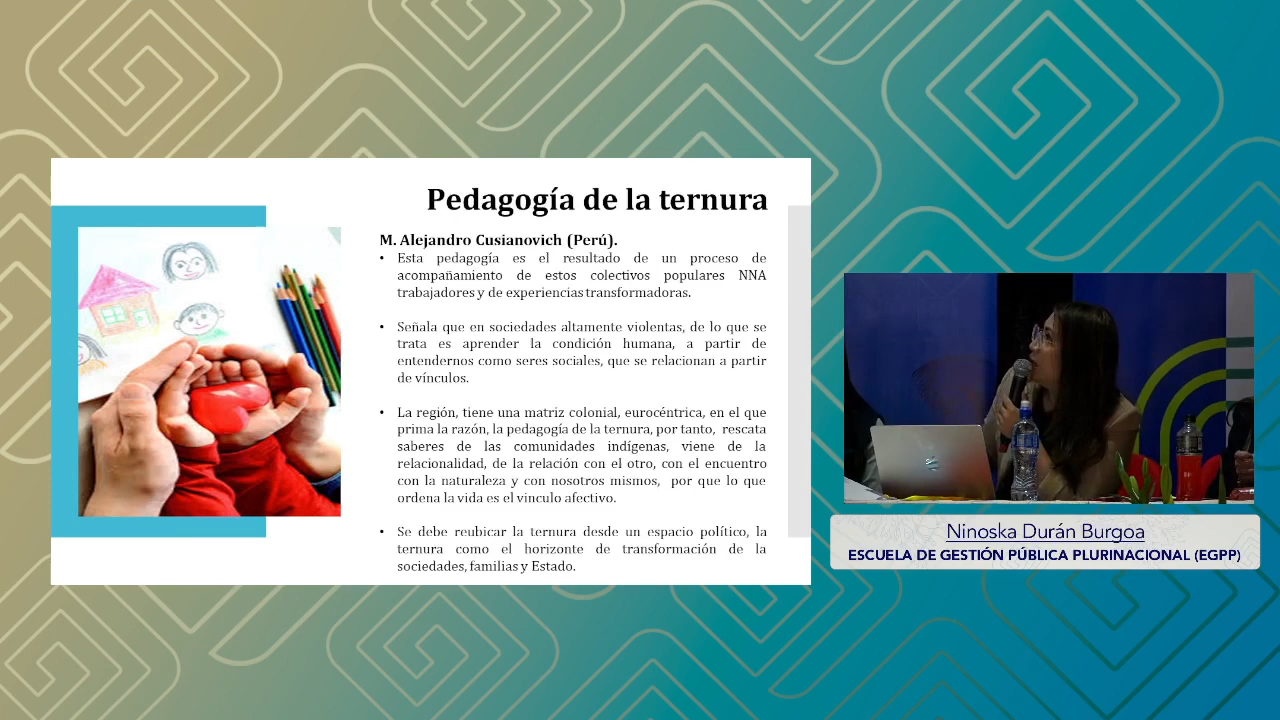 Pedagogía de la ternura
M. Alejandro Cusianovich (Perú).
• Esta pedagogía es el resultado de un proceso de
acompañamiento de estos colectivos populares NNA
trabajadores y de experiencias transformadoras.
• Señala que en sociedades altamente violentas, de lo que se
trata es aprender la condición humana, a partir de
entendernos como seres sociales, que se relacionan a partir
de vínculos.
• La región, tiene una matriz colonial, eurocéntrica, en el que
prima la razón, la pedagogía de la ternura, por tanto, rescata
saberes de las comunidades indígenas, viene de la
relacionalidad, de la relación con el otro, con el encuentro
con la naturaleza y con nosotros mismos, por que lo que
ordena la vida es el vinculo afectivo.
• Se debe reubicar la ternura desde un espacio político, la
ternura como el horizonte de transformación de la
sociedades, familias y Estado.
Ninoska Durán Burgoa
ESCUELA DE GESTIÓN PÚBLICA PLURINACIONAL (EGPP)